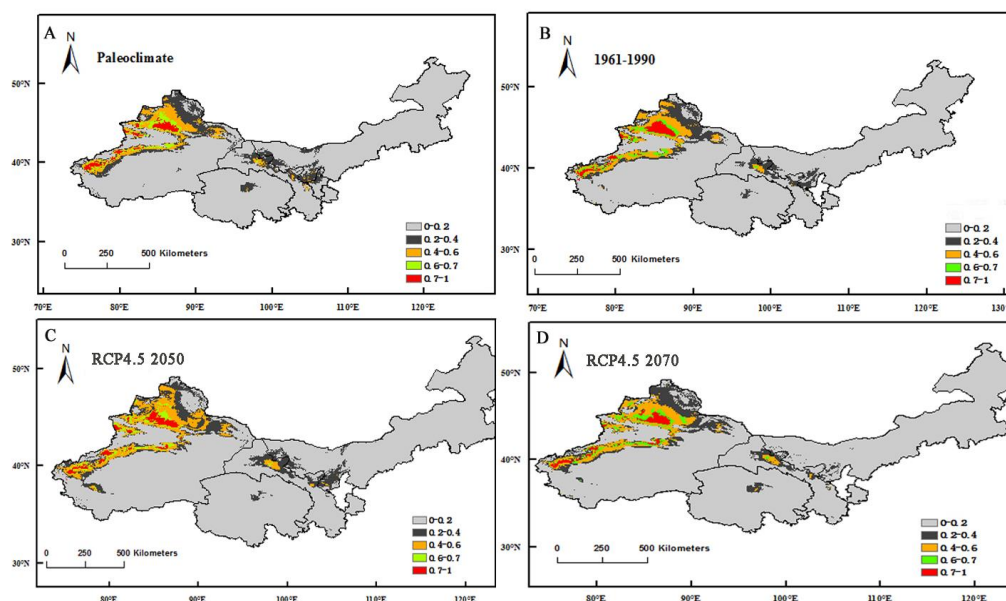 A
N
Paleoclimate
50°N
40°N
30°N
0-0.2
0.2-0.4
0.4-0.6
0.6-0.7
0.7-1
0 250 500 Kilometers
70°E 80°E 90°E 100°E 110°E 120°E
B
N
1961-1990
50°N
40°N
30°N
0-0.2
0.2-0.4
0.4-0.6
0.6-0.7
0.7-1
0 250 500 Kilometers
80°E 90°E 100°E 110°E 120°E 130°E
C
N
RCP4.5 2050
50°N
40°N
30°N
0-0.2
0.2-0.4
0.4-0.6
0.6-0.7
0.7-1
0 250 500 Kilometers
80°E 90°E 100°E 110°E 120°E
D
N
RCP4.5 2070
50°N
40°N
30°N
0-0.2
0.2-0.4
0.4-0.6
0.6-0.7
0.7-1
0 250 500 Kilometers
80°E 90°E 100°E 110°E 120°E